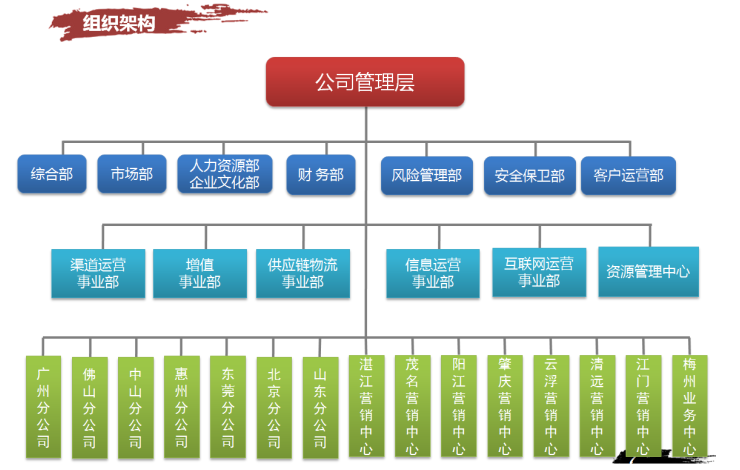 组织架构
公司管理层
综合部
市场部
人力资源部
企业文化部
财 务部
风险管理部
安全保卫部
客户运营部
渠道运营
事业部
增值
事业部
供应链物流
事业部
信息运营
事业部
互联网运营
事业部
资源管理中心
广州分公司
佛山分公司
中山分公司
惠州分公司
东莞分公司
北京分公司
山东分公司
湛江营销中心
茂名营销中心
阳江营销中心
肇庆营销中心
云浮营销中心
清远营销中心
江门营销中心
梅州业务中心